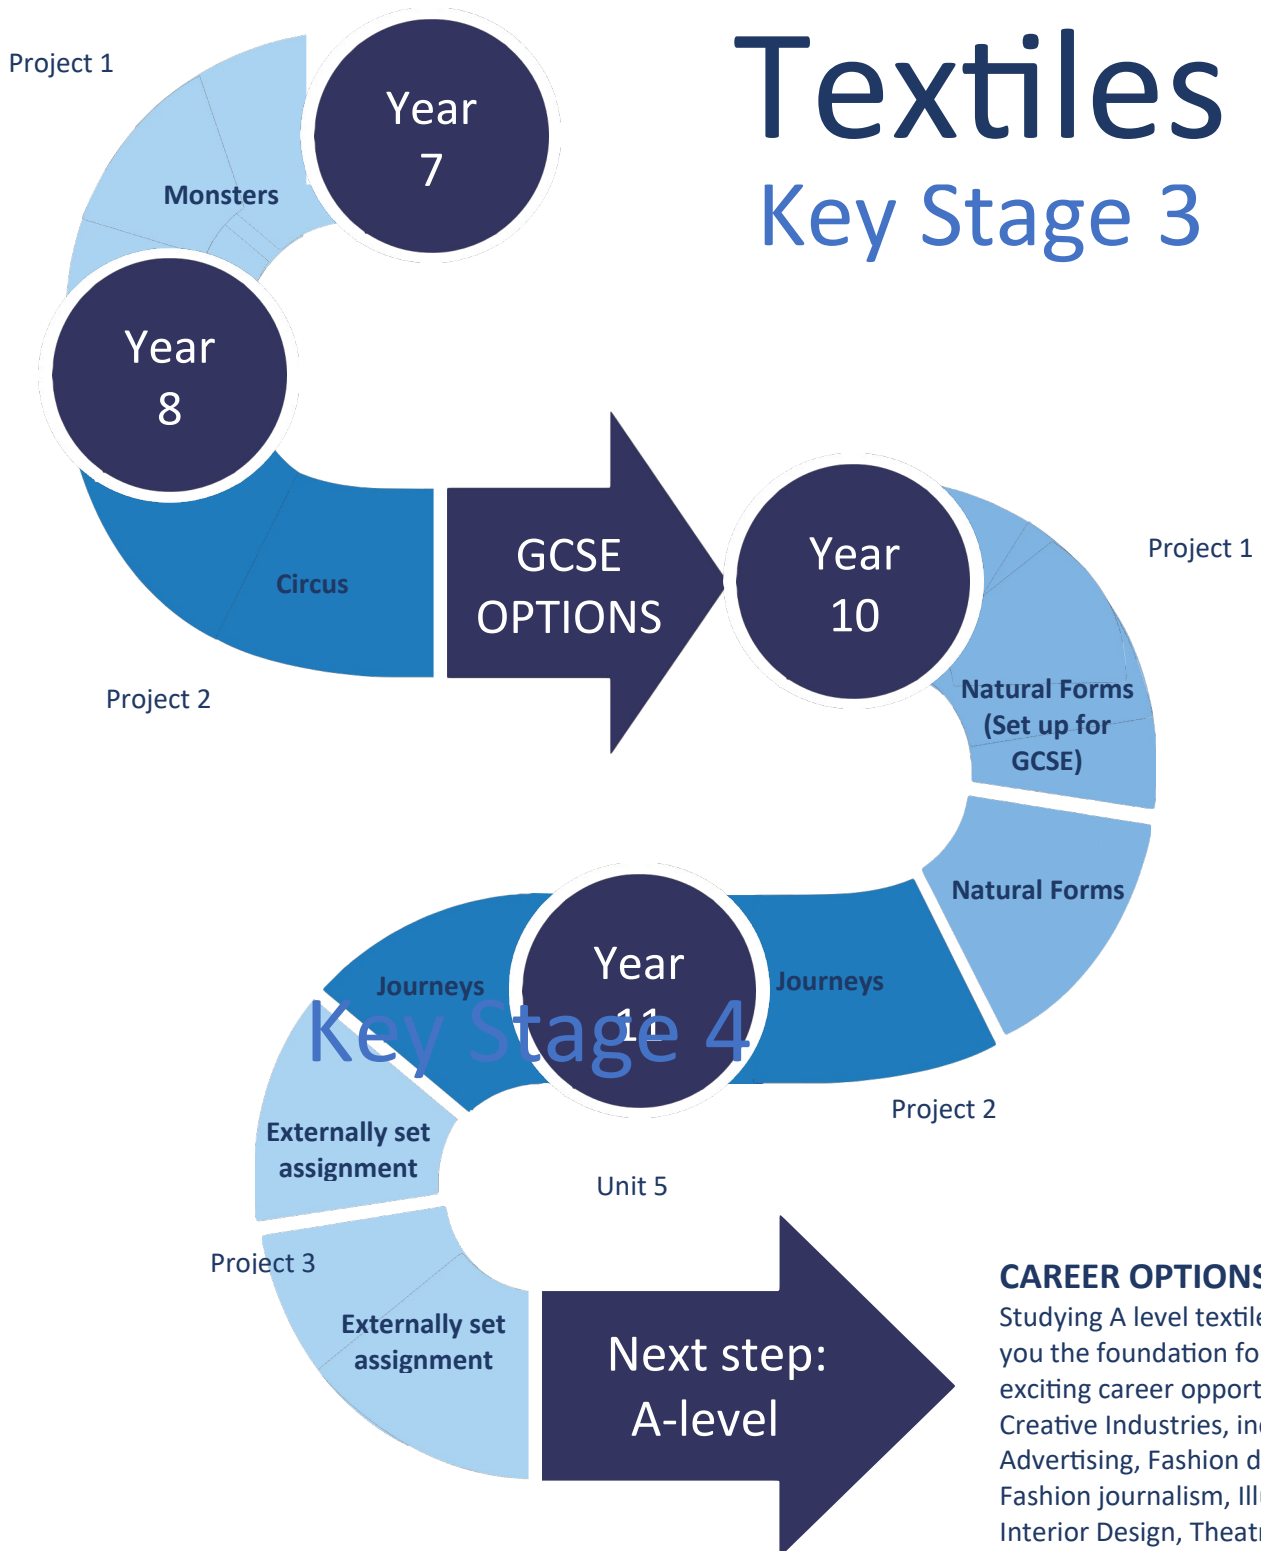 Textiles
Key Stage 3
Project 1
Year
7
Monsters
Year
8
Circus
Project 2
GCSE
OPTIONS
Year
10
Project 1
Natural Forms
(Set up for
GCSE)
Natural Forms
Journeys
Year
11
Journeys
Key Stage 4
Project 2
Externally set
assignment
Unit 5
Project 3
Externally set
assignment
Next step:
A-level
CAREER OPTIONS
Studying A level textile
you the foundation fo
exciting career opport
Creative Industries, in
Advertising, Fashion d
Fashion journalism, Ill
Interior Design, Theat